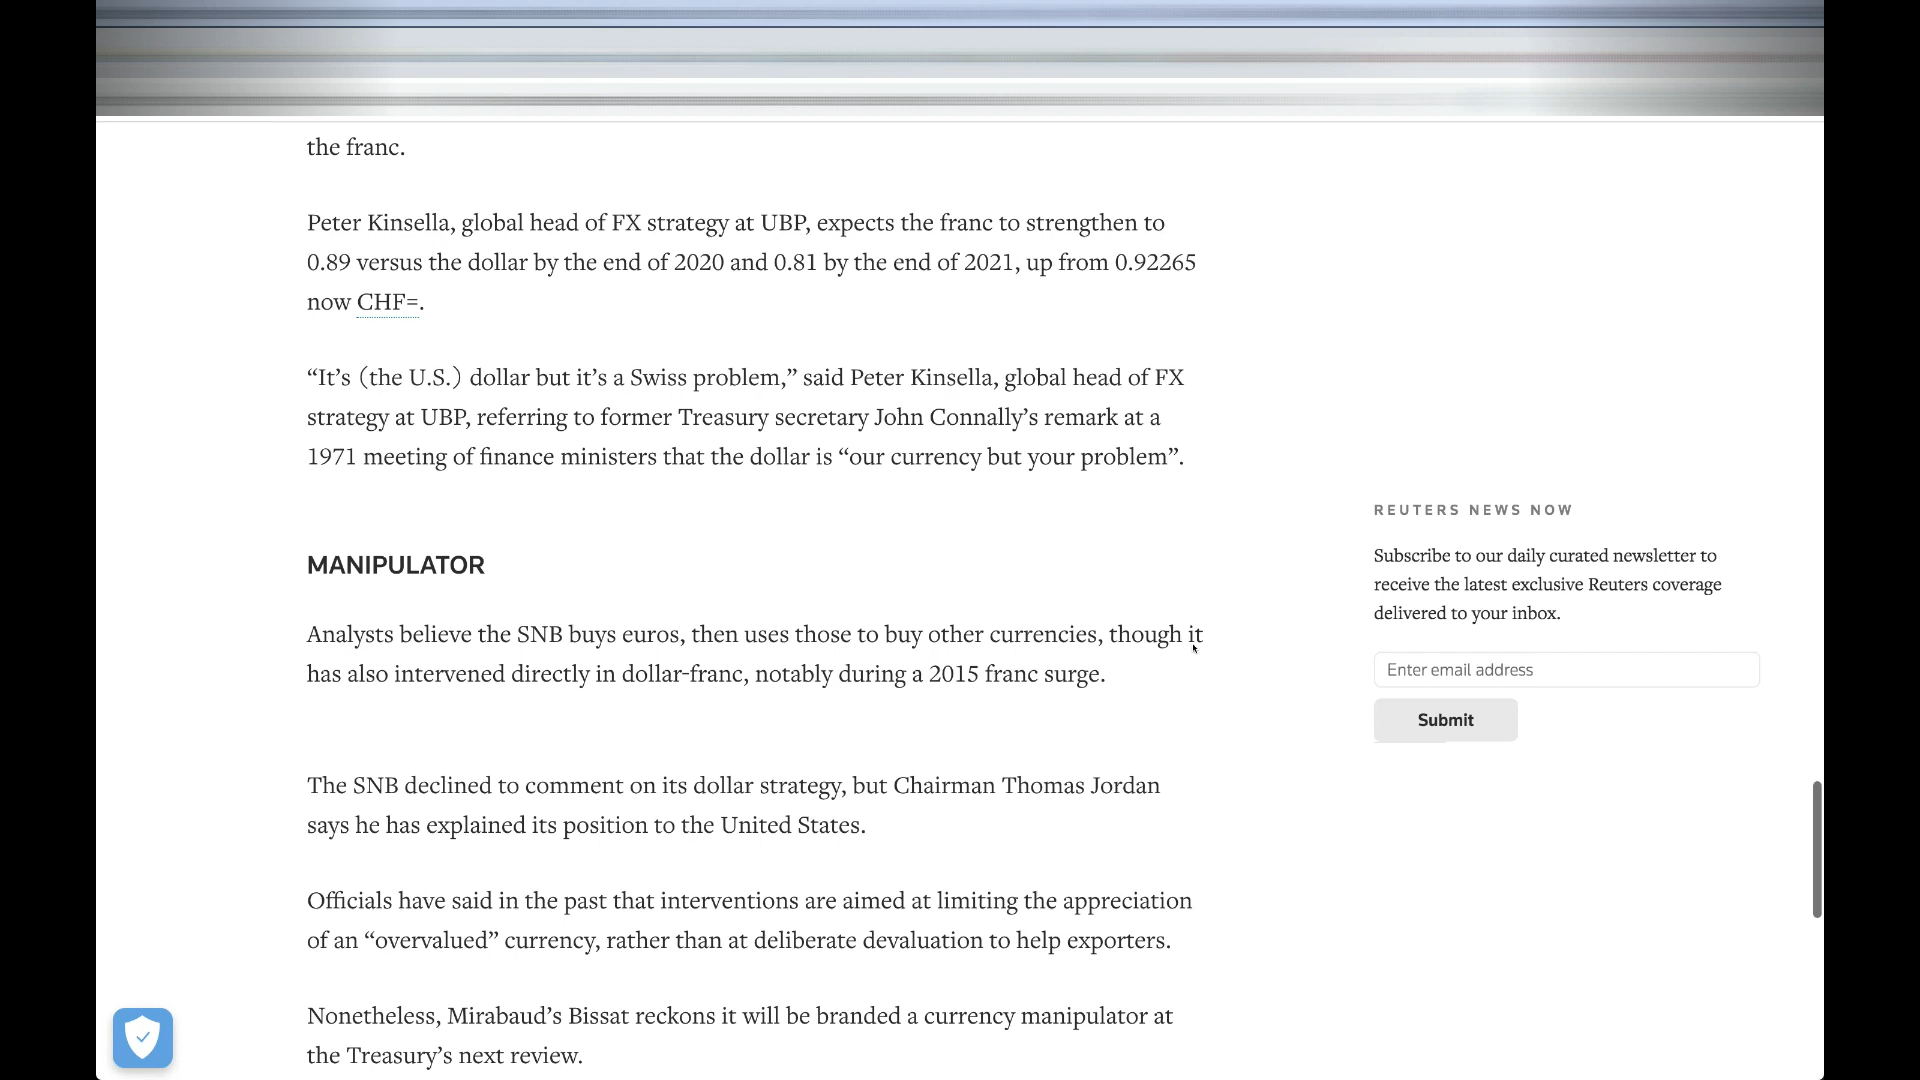 the franc.
Peter Kinsella, global head of FX strategy at UBP, expects the franc to strengthen to
0.89 versus the dollar by the end of 2020 and 0.81 by the end of 2021, up from 0.92265
now CHF=.
“It’s (the U.S.) dollar but it’s a Swiss problem,” said Peter Kinsella, global head of FX
strategy at UBP, referring to former Treasury secretary John Connally’s remark at a
1971 meeting of finance ministers that the dollar is “our currency but your problem”.
MANIPULATOR
Analysts believe the SNB buys euros, then uses those to buy other currencies, though it
has also intervened directly in dollar-franc, notably during a 2015 franc surge.
The SNB declined to comment on its dollar strategy, but Chairman Thomas Jordan
says he has explained its position to the United States.
Officials have said in the past that interventions are aimed at limiting the appreciation
of an “overvalued” currency, rather than at deliberate devaluation to help exporters.
Nonetheless, Mirabaud’s Bissat reckons it will be branded a currency manipulator at
the Treasury’s next review.
REUTERS NEWS NOW
Subscribe to our daily curated newsletter to
receive the latest exclusive Reuters coverage
delivered to your inbox.
Enter email address
Submit